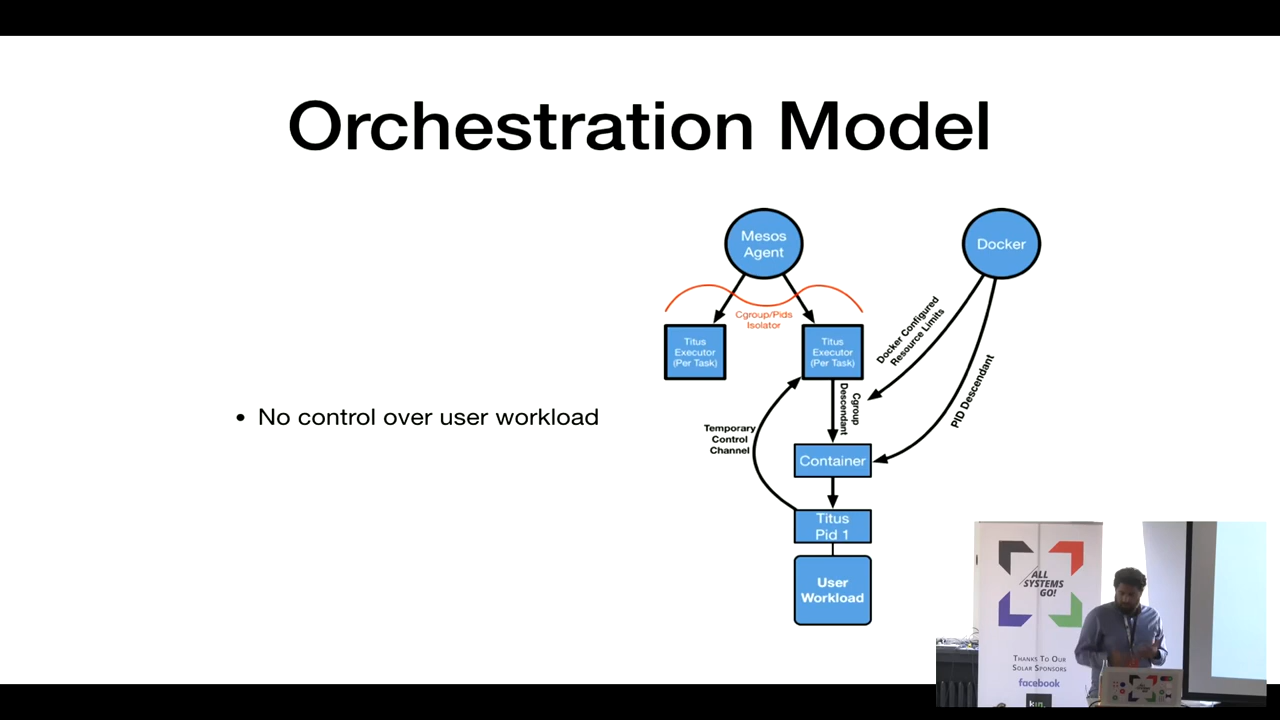 Orchestration Model
• No control over user workload
Mesos
Agent
Docker
Cgroup/Pids
Isolator
Titus
Executor
(Per Task)
Titus
Executor
(Per Task)
Docker Configured
Resource Limits
PID Descendant
Cgroup
Descendant
Temporary
Control
Channel
Container
Titus
Pid 1
User
Workload
ALL
SYSTEMS
GO!
THANKS TO OUR
SOLAR SPONSORS
facebook